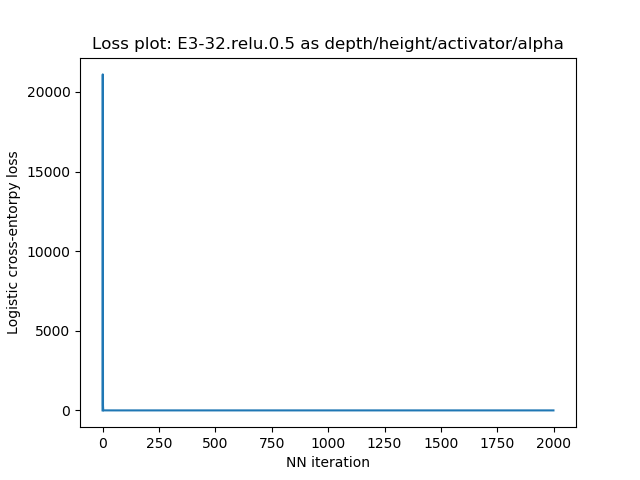 Loss plot: E3-32.relu.0.5 as depth/height/activator/alpha
20000
15000
10000
5000
0
Logistic cross-entorpy loss
0 250 500 750 1000 1250 1500 1750 2000
NN iteration